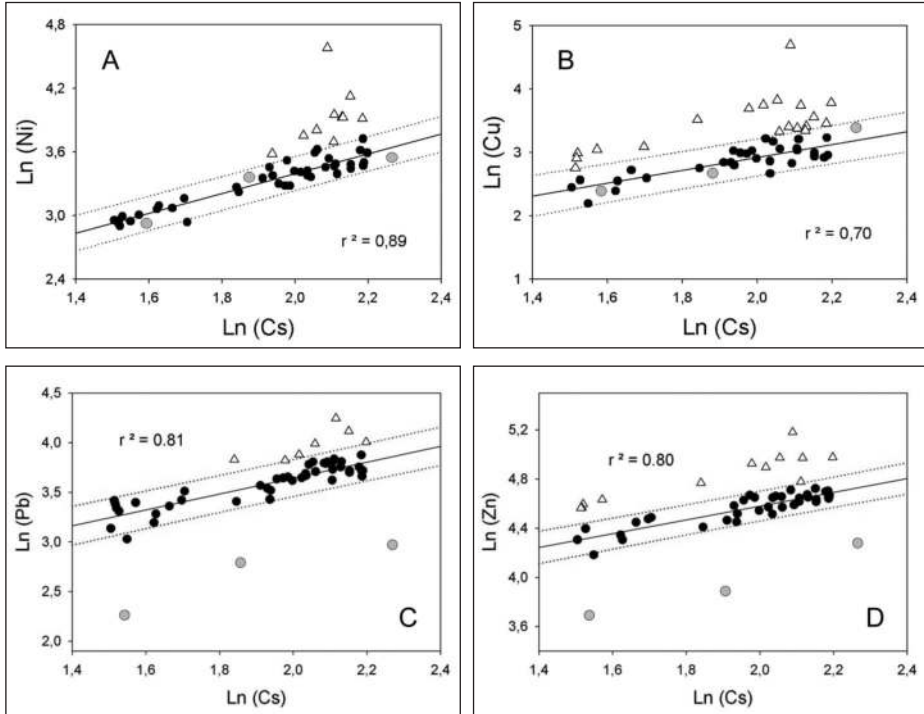 4,8
4,2
3,6
3,0
2,4
Ln (Ni)
A
r ² = 0,89
1,4 1,6 1,8 2,0 2,2 2,4
Ln (Cs)
5
4
3
2
1
Ln (Cu)
B
r ² = 0,70
1,4 1,6 1,8 2,0 2,2 2,4
Ln (Cs)
4,5
4,0
3,5
3,0
2,5
2,0
Ln (Pb)
r ² = 0.81
C
1,4 1,6 1,8 2,0 2,2 2,4
Ln (Cs)
5,2
4,8
4,4
4,0
3,6
Ln (Zn)
r ² = 0.80
D
1,4 1,6 1,8 2,0 2,2 2,4
Ln (Cs)